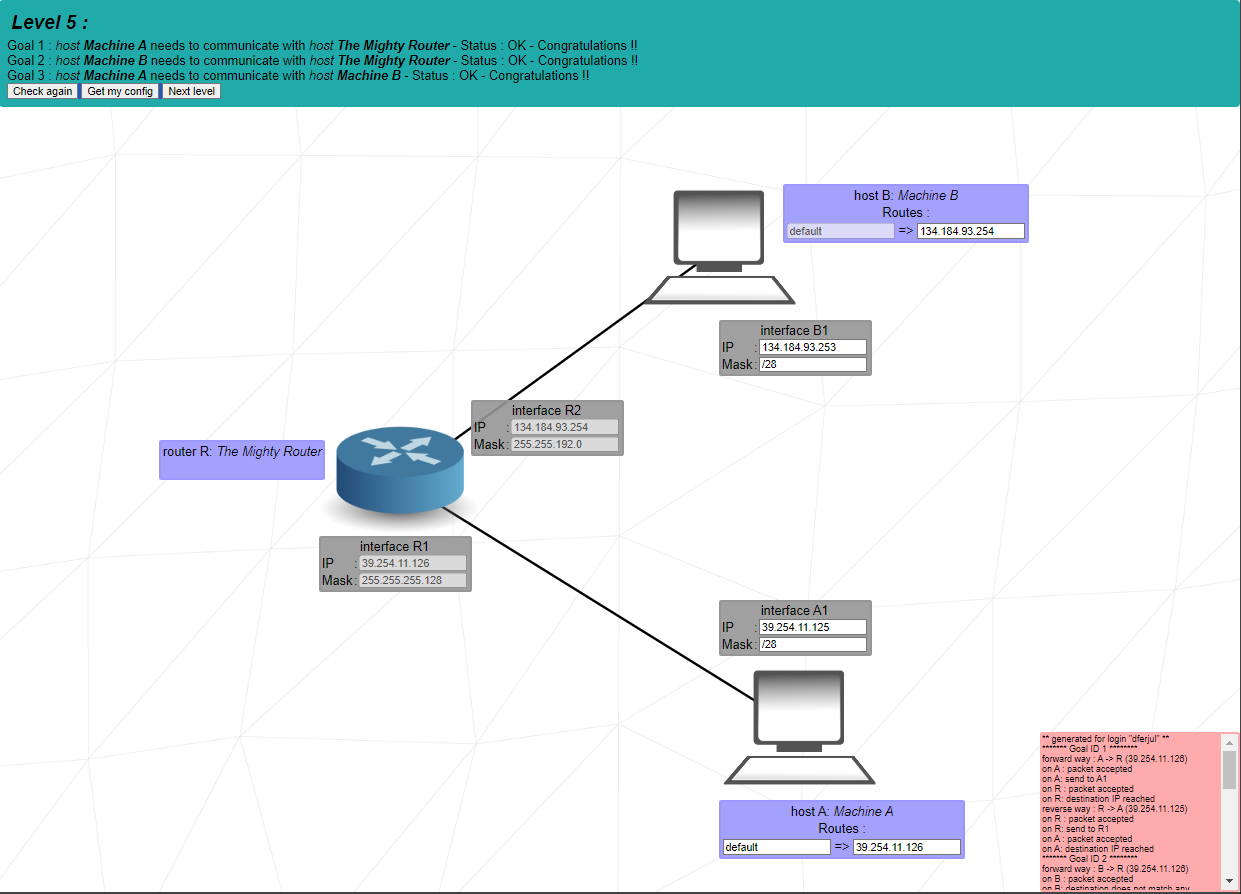 Level 5 :
Goal 1 : host Machine A needs to communicate with host The Mighty Router - Status : OK - Congratulations !!
Goal 2 : host Machine B needs to communicate with host The Mighty Router - Status : OK - Congratulations !!
Goal 3 : host Machine A needs to communicate with host Machine B - Status : OK - Congratulations !!
Check again Get my config Next level
host B: Machine B
Routes :
default => 134.184.93.254
interface B1
IP : 134.184.93.253
Mask : /28
interface R2
IP : 134.184.93.254
Mask : 255.255.192.0
router R: The Mighty Router
interface R1
IP : 39.254.11.126
Mask : 255.255.255.128
interface A1
IP : 39.254.11.125
Mask : /28
host A: Machine A
Routes :
default => 39.254.11.126
** generated for login "dferjul" **
******* Goal ID 1 ********
forward way : A -> R (39.254.11.126)
on A : packet accepted
on A: send to A1
on R : packet accepted
on R: destination IP reached
reverse way : R -> A (39.254.11.125)
on R : packet accepted
on R: send to R1
on A : packet accepted
on A: destination IP reached
******* Goal ID 2 ********
forward way : B -> R (39.254.11.126)
on B : packet accepted
on B: destination does not match any